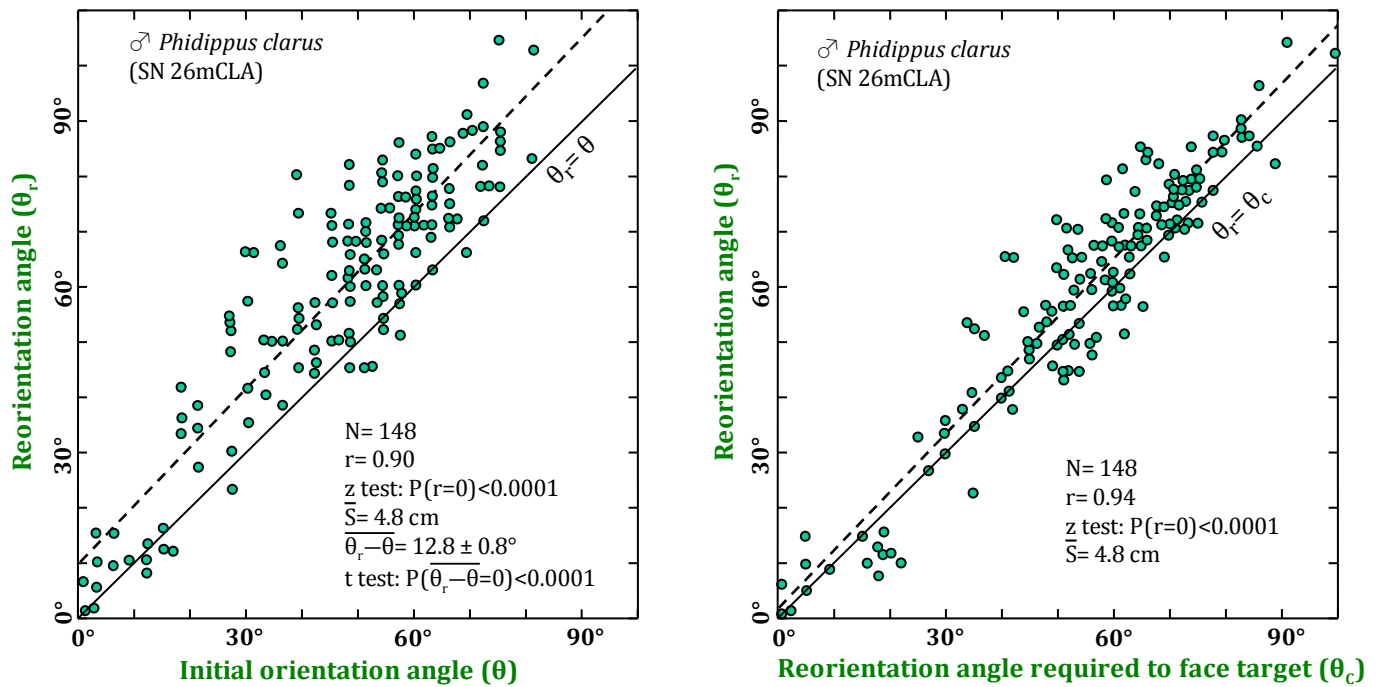 ♂ Phidippus clarus
(SN 26mCLA)
90°
60°
30°
0°
Reorientation angle (θr)
θr= θ
N= 148
r= 0.90
z test: P(r=0)<0.0001
S̅= 4.8 cm
θr−θ= 12.8 ± 0.8°
t test: P(θr−θ=0)<0.0001
0° 30° 60° 90°
Initial orientation angle (θ)
♂ Phidippus clarus
(SN 26mCLA)
90°
60°
30°
0°
Reorientation angle (θr)
θr= θc
N= 148
r= 0.94
z test: P(r=0)<0.0001
S̅= 4.8 cm
0° 30° 60° 90°
Reorientation angle required to face target (θc)